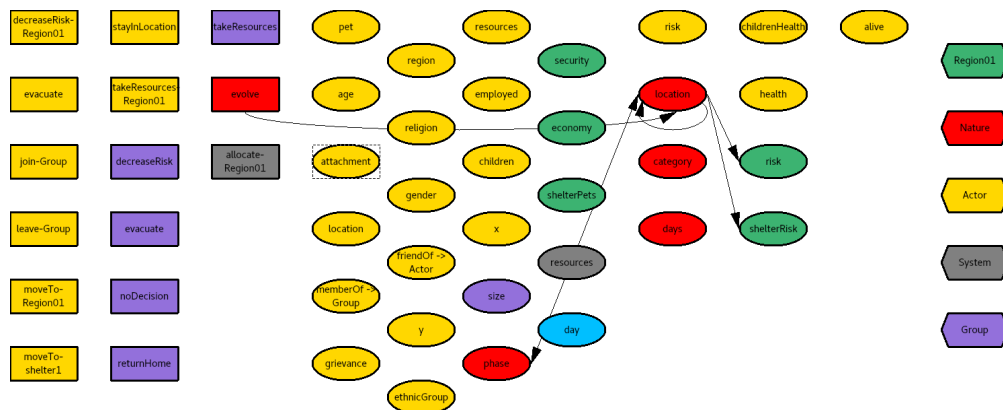 decreaseRisk-
Region01
stayInLocation
takeResources
pet
resources
risk
childrenHealth
alive
region
security
Region01
evacuate
takeResources-
Region01
evolve
age
employed
location
health
religion
economy
Nature
join-Group
decreaseRisk
allocate-
Region01
attachment
children
category
risk
gender
shelterPets
Actor
leave-Group
evacuate
location
x
days
shelterRisk
friendOf ->
Actor
resources
System
moveTo-
Region01
noDecision
memberOf ->
Group
size
y
day
Group
moveTo-
shelter1
returnHome
grievance
phase
ethnicGroup